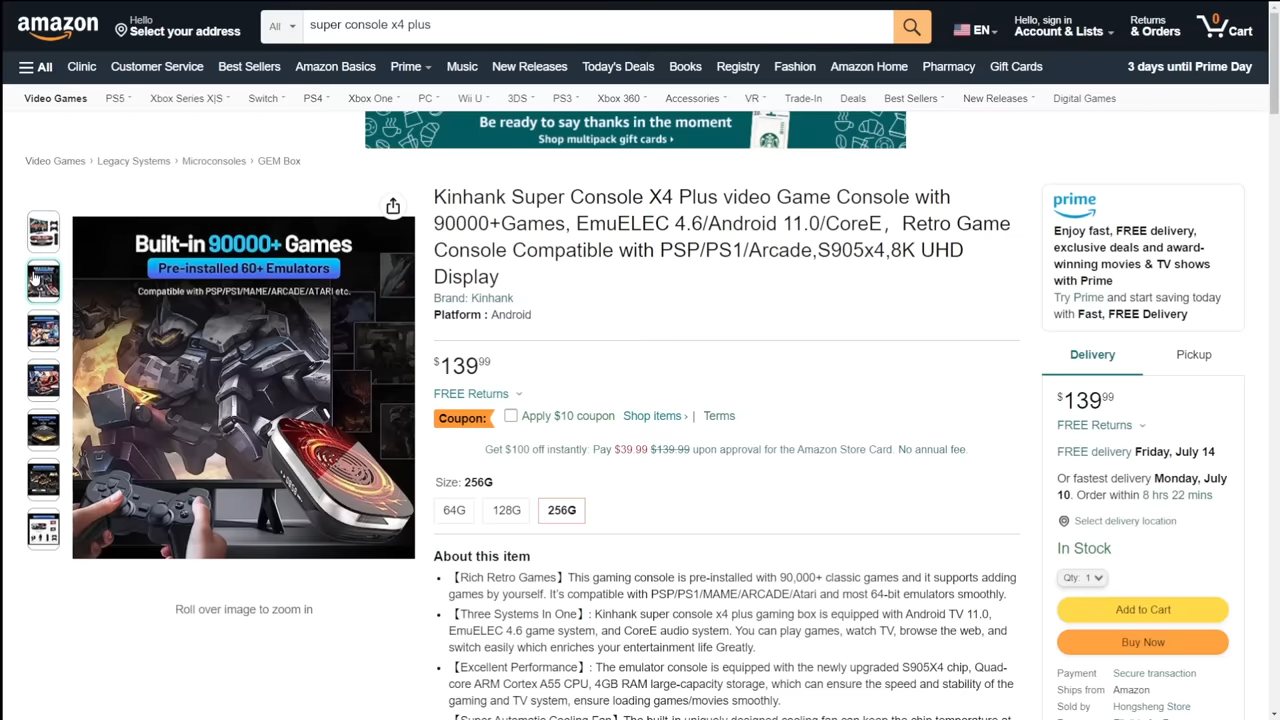 amazon
Hello
Select your address
All
super console x4 plus
EN
Hello, sign in
Account & Lists
Returns
& Orders
0
Cart
All
Clinic
Customer Service
Best Sellers
Amazon Basics
Prime
Music
New Releases
Today's Deals
Books
Registry
Fashion
Amazon Home
Pharmacy
Gift Cards
3 days until Prime Day
Video Games
PS5
Xbox Series X|S
Switch
PS4
Xbox One
PC
Wii U
3DS
PS3
Xbox 360
Accessories
VR
Trade-In
Deals
Best Sellers
New Releases
Digital Games
Be ready to say thanks in the moment
Shop multipack gift cards ›
Video Games › Legacy Systems › Microconsoles › GEM Box
Built-in 90000+ Games
Pre-installed 60+ Emulators
Compatible with PSP/PS1/MAME/ARCADE/ATARI etc.
Roll over image to zoom in
Kinhank Super Console X4 Plus video Game Console with
90000+Games, EmuELEC 4.6/Android 11.0/CoreE，Retro Game
Console Compatible with PSP/PS1/Arcade,S905x4,8K UHD
Display
Brand: Kinhank
Platform : Android
$139 99
FREE Returns
Coupon:
Apply $10 coupon Shop items › | Terms
Get $100 off instantly: Pay $39.99 $139.99 upon approval for the Amazon Store Card. No annual fee.
Size: 256G
64G
128G
256G
About this item
• 【Rich Retro Games】This gaming console is pre-installed with 90,000+ classic games and it supports adding
games by yourself. It's compatible with PSP/PS1/MAME/ARCADE/Atari and most 64-bit emulators smoothly.
• 【Three Systems In One】: Kinhank super console x4 plus gaming box is equipped with Android TV 11.0,
EmuELEC 4.6 game system, and CoreE audio system. You can play games, watch TV, browse the web, and
switch easily which enriches your entertainment life Greatly.
• 【Excellent Performance】: The emulator console is equipped with the newly upgraded S905X4 chip, Quad-
core ARM Cortex A55 CPU, 4GB RAM large-capacity storage, which can ensure the speed and stability of the
gaming and TV system, ensure loading games/movies smoothly.
• 【Super Automatic Cooling Fan】The built-in uniquely designed cooling fan can keep the chip temperature at
prime
Enjoy fast, FREE delivery,
exclusive deals and award-
winning movies & TV shows
with Prime
Try Prime and start saving today
with Fast, FREE Delivery
Delivery
Pickup
$139 99
FREE Returns
FREE delivery Friday, July 14
Or fastest delivery Monday, July
10. Order within 8 hrs 22 mins
Select delivery location
In Stock
Qty: 1
Add to Cart
Buy Now
Payment Secure transaction
Ships from Amazon
Sold by Hongsheng Store